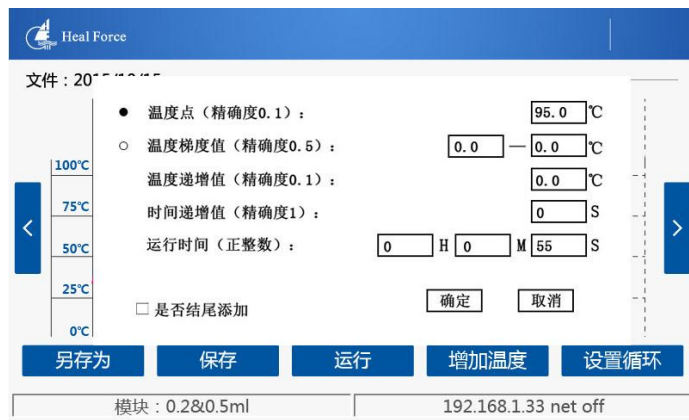 Heal Force
文件：20
● 温度点（精确度0.1）： 95.0 ℃
○ 温度梯度值（精确度0.5）： 0.0 — 0.0 ℃
温度递增值（精确度0.1）： 0.0 ℃
时间递增值（精确度1）： 0 S
运行时间（正整数）： 0 H 0 M 55 S
□ 是否结尾添加
确定 取消
100℃
75℃
50℃
25℃
0℃
< >
另存为 保存 运行 增加温度 设置循环
模块：0.2&0.5ml 192.168.1.33 net off